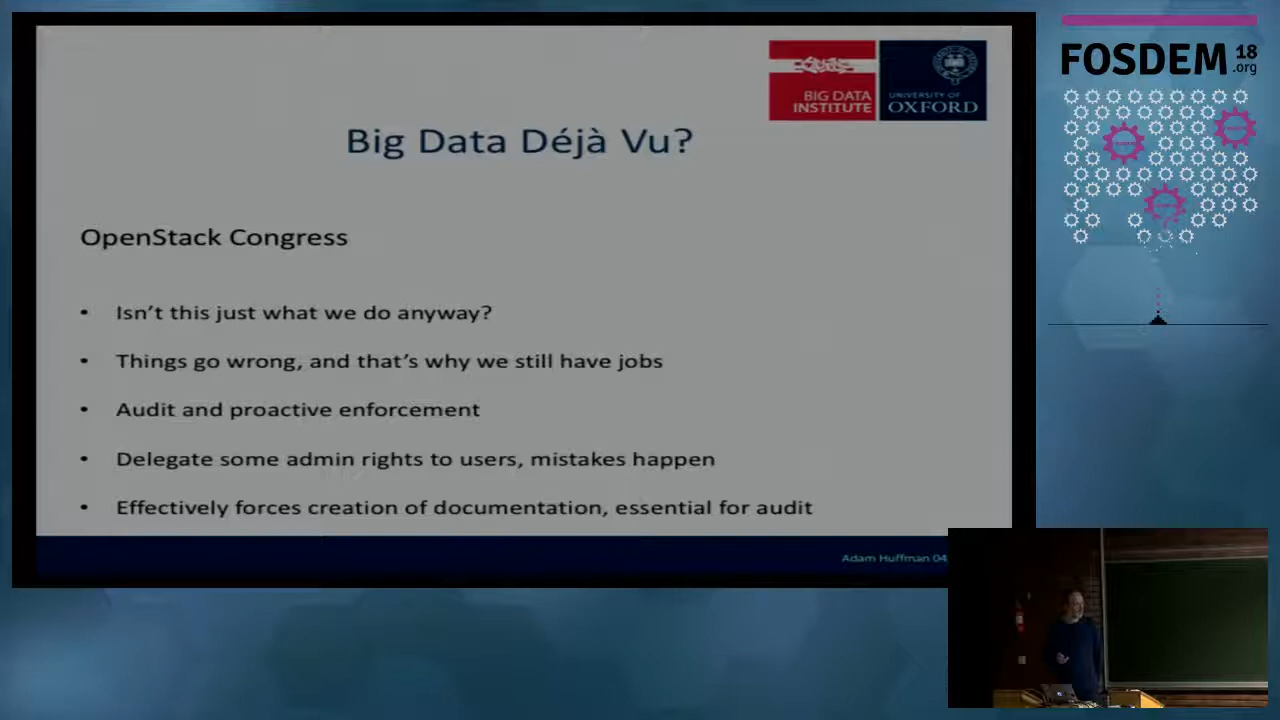 FOSDEM 18
.org
BIG DATA
INSTITUTE
UNIVERSITY OF
OXFORD
Big Data Déjà Vu?
OpenStack Congress
• Isn't this just what we do anyway?
• Things go wrong, and that's why we still have jobs
• Audit and proactive enforcement
• Delegate some admin rights to users, mistakes happen
• Effectively forces creation of documentation, essential for audit
Adam Huffman 04